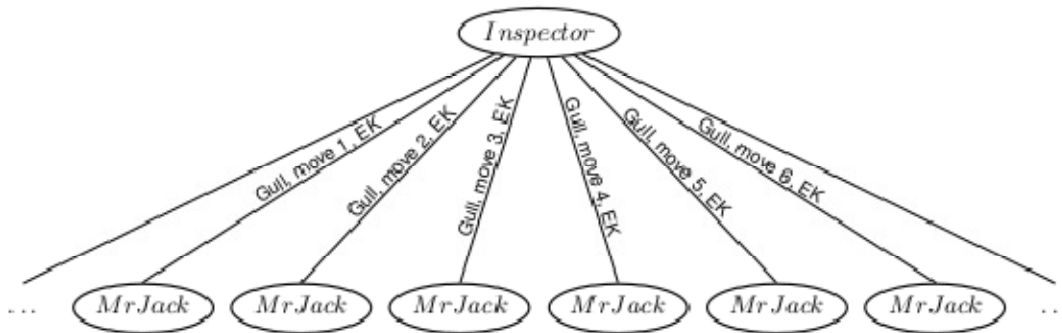 Inspector
Gull, move 1, EK
Gull, move 2, EK
Gull, move 3, EK
Gull, move 4, EK
Gull, move 5, EK
Gull, move 6, EK
... MrJack MrJack MrJack MrJack MrJack MrJack ...